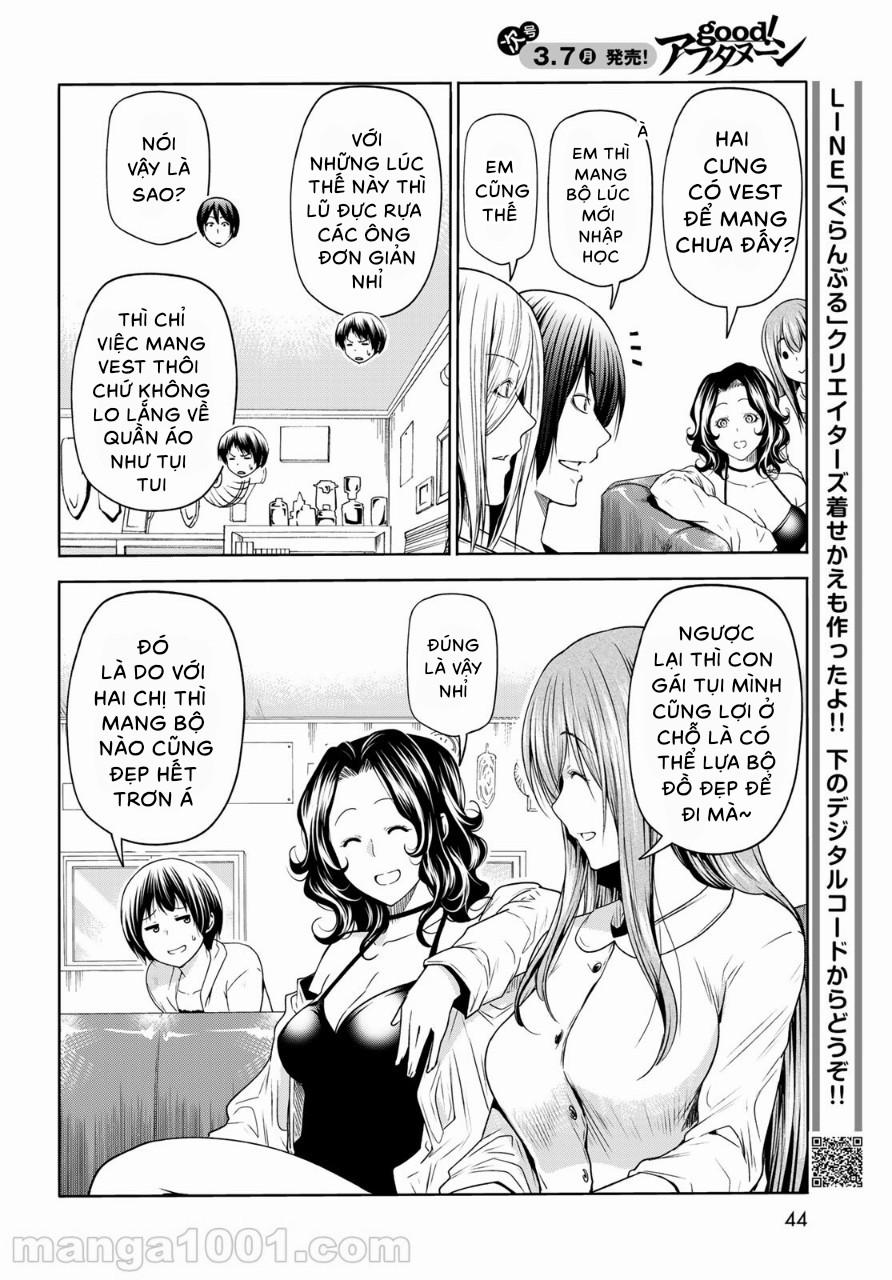 次号
3.7月 発売!
good!
アフタヌーン
LINE「ぐらんぶる」クリエイターズ着せかえも作ったよ!! 下のデジタルコードからどうぞ!!
HAI
CƯNG
CÓ VEST
ĐỂ MANG
CHƯA ĐẤY?
À
EM THÌ
MANG
BỘ LÚC
MỚI
NHẬP
HỌC
EM
CŨNG
THẾ
VỚI
NHỮNG LÚC
THẾ NÀY THÌ
LŨ ĐỰC RỰA
CÁC ÔNG
ĐƠN GIẢN
NHỈ
NÓI
VẬY LÀ
SAO?
THÌ CHỈ
VIỆC MANG
VEST THÔI
CHỨ KHÔNG
LO LẮNG VỀ
QUẦN ÁO
NHƯ TỤI
TUI
NGƯỢC
LẠI THÌ CON
GÁI TỤI MÌNH
CŨNG LỢI Ở
CHỖ LÀ CÓ
THỂ LỰA BỘ
ĐỒ ĐẸP ĐỂ
ĐI MÀ~
ĐÚNG
LÀ VẬY
NHỈ
ĐÓ
LÀ DO VỚI
HAI CHỊ THÌ
MANG BỘ
NÀO CŨNG
ĐẸP HẾT
TRƠN Á
44
manga1001.com